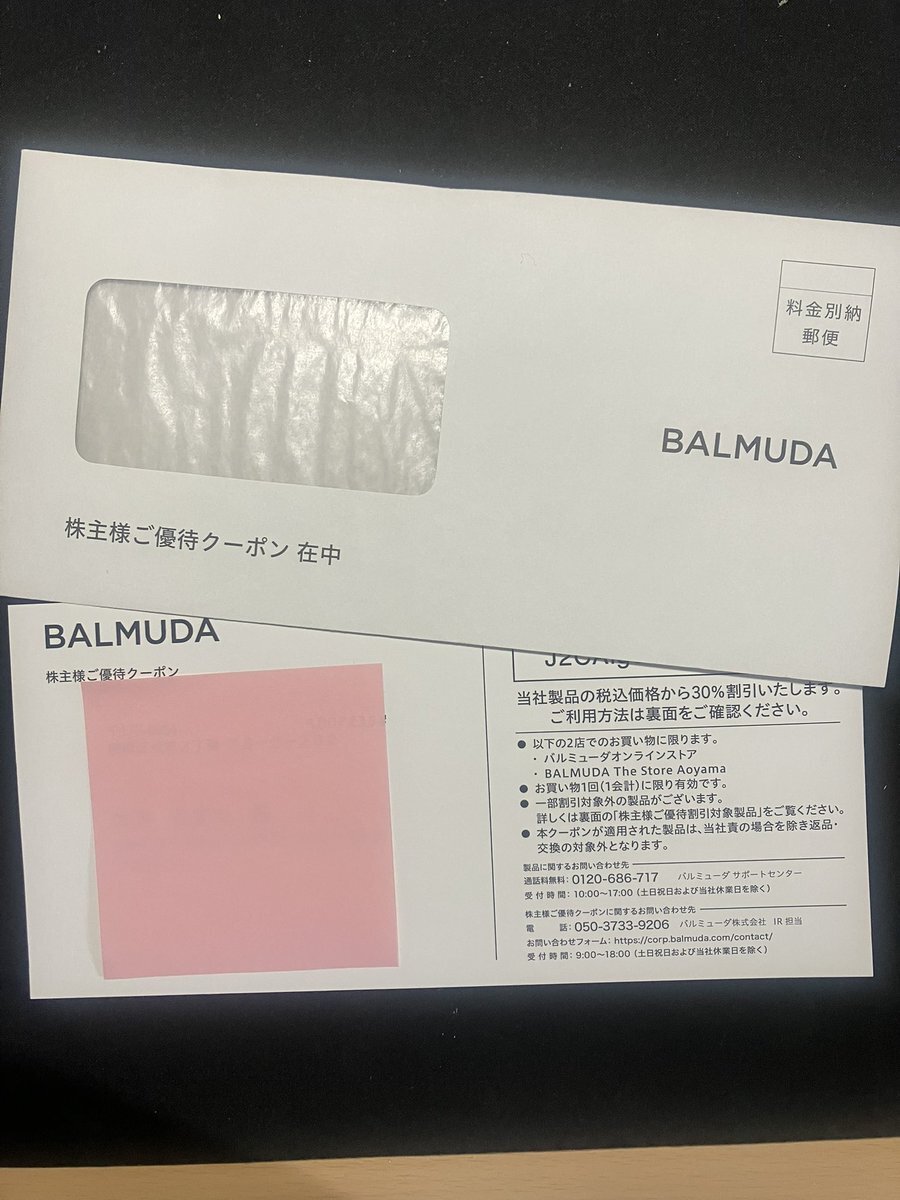 料金別納
郵便
BALMUDA
株主様ご優待クーポン 在中
BALMUDA
株主様ご優待クーポン
当社製品の税込価格から30%割引いたします。
ご利用方法は裏面をご確認ください。
● 以下の2店でのお買い物に限ります。
・バルミューダオンラインストア
・BALMUDA The Store Aoyama
● お買い物1回(1会計)に限り有効です。
● 一部割引対象外の製品がございます。
詳しくは裏面の「株主様ご優待割引対象製品」をご覧ください。
● 本クーポンが適用された製品は、当社責の場合を除き返品・
交換の対象外となります。
製品に関するお問い合わせ先
通話料無料：0120-686-717 バルミューダ サポートセンター
受付時間：10:00〜17:00（土日祝日および当社休業日を除く）
株主様ご優待クーポンに関するお問い合わせ先
電話：050-3733-9206 バルミューダ株式会社 IR担当
お問い合わせフォーム：https://corp.balmuda.com/contact/
受付時間：9:00〜18:00（土日祝日および当社休業日を除く）